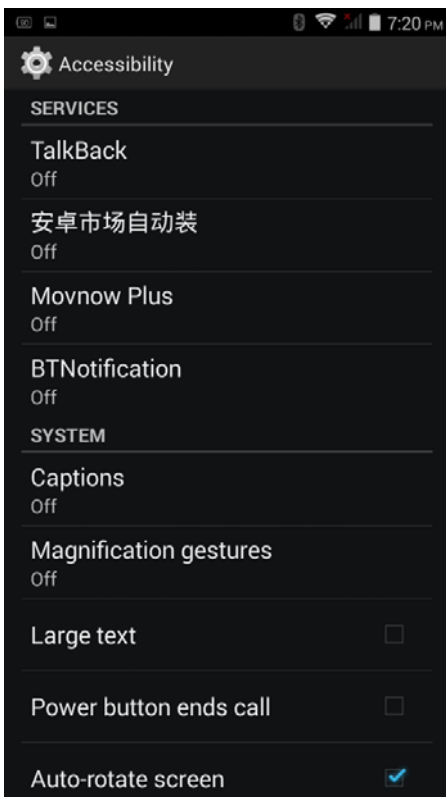 7:20 PM
Accessibility
SERVICES
TalkBack
Off
安卓市场自动装
Off
Movnow Plus
Off
BTNotification
Off
SYSTEM
Captions
Off
Magnification gestures
Off
Large text
Power button ends call
Auto-rotate screen